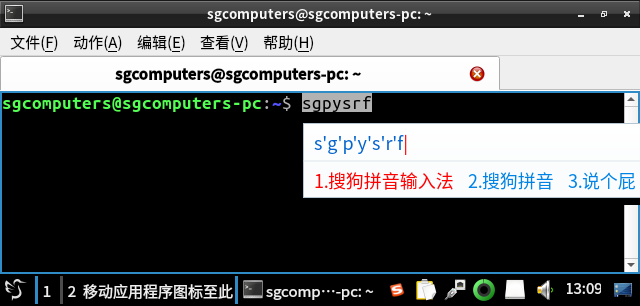 sgcomputers@sgcomputers-pc: ~
文件(F) 动作(A) 编辑(E) 查看(V) 帮助(H)
sgcomputers@sgcomputers-pc: ~
sgcomputers@sgcomputers-pc:~$ sgpysrf
s'g'p'y's'r'f
1.搜狗拼音输入法 2.搜狗拼音 3.说个屁
1 2 移动应用程序图标至此 sgcomp…-pc: ~ 13:09